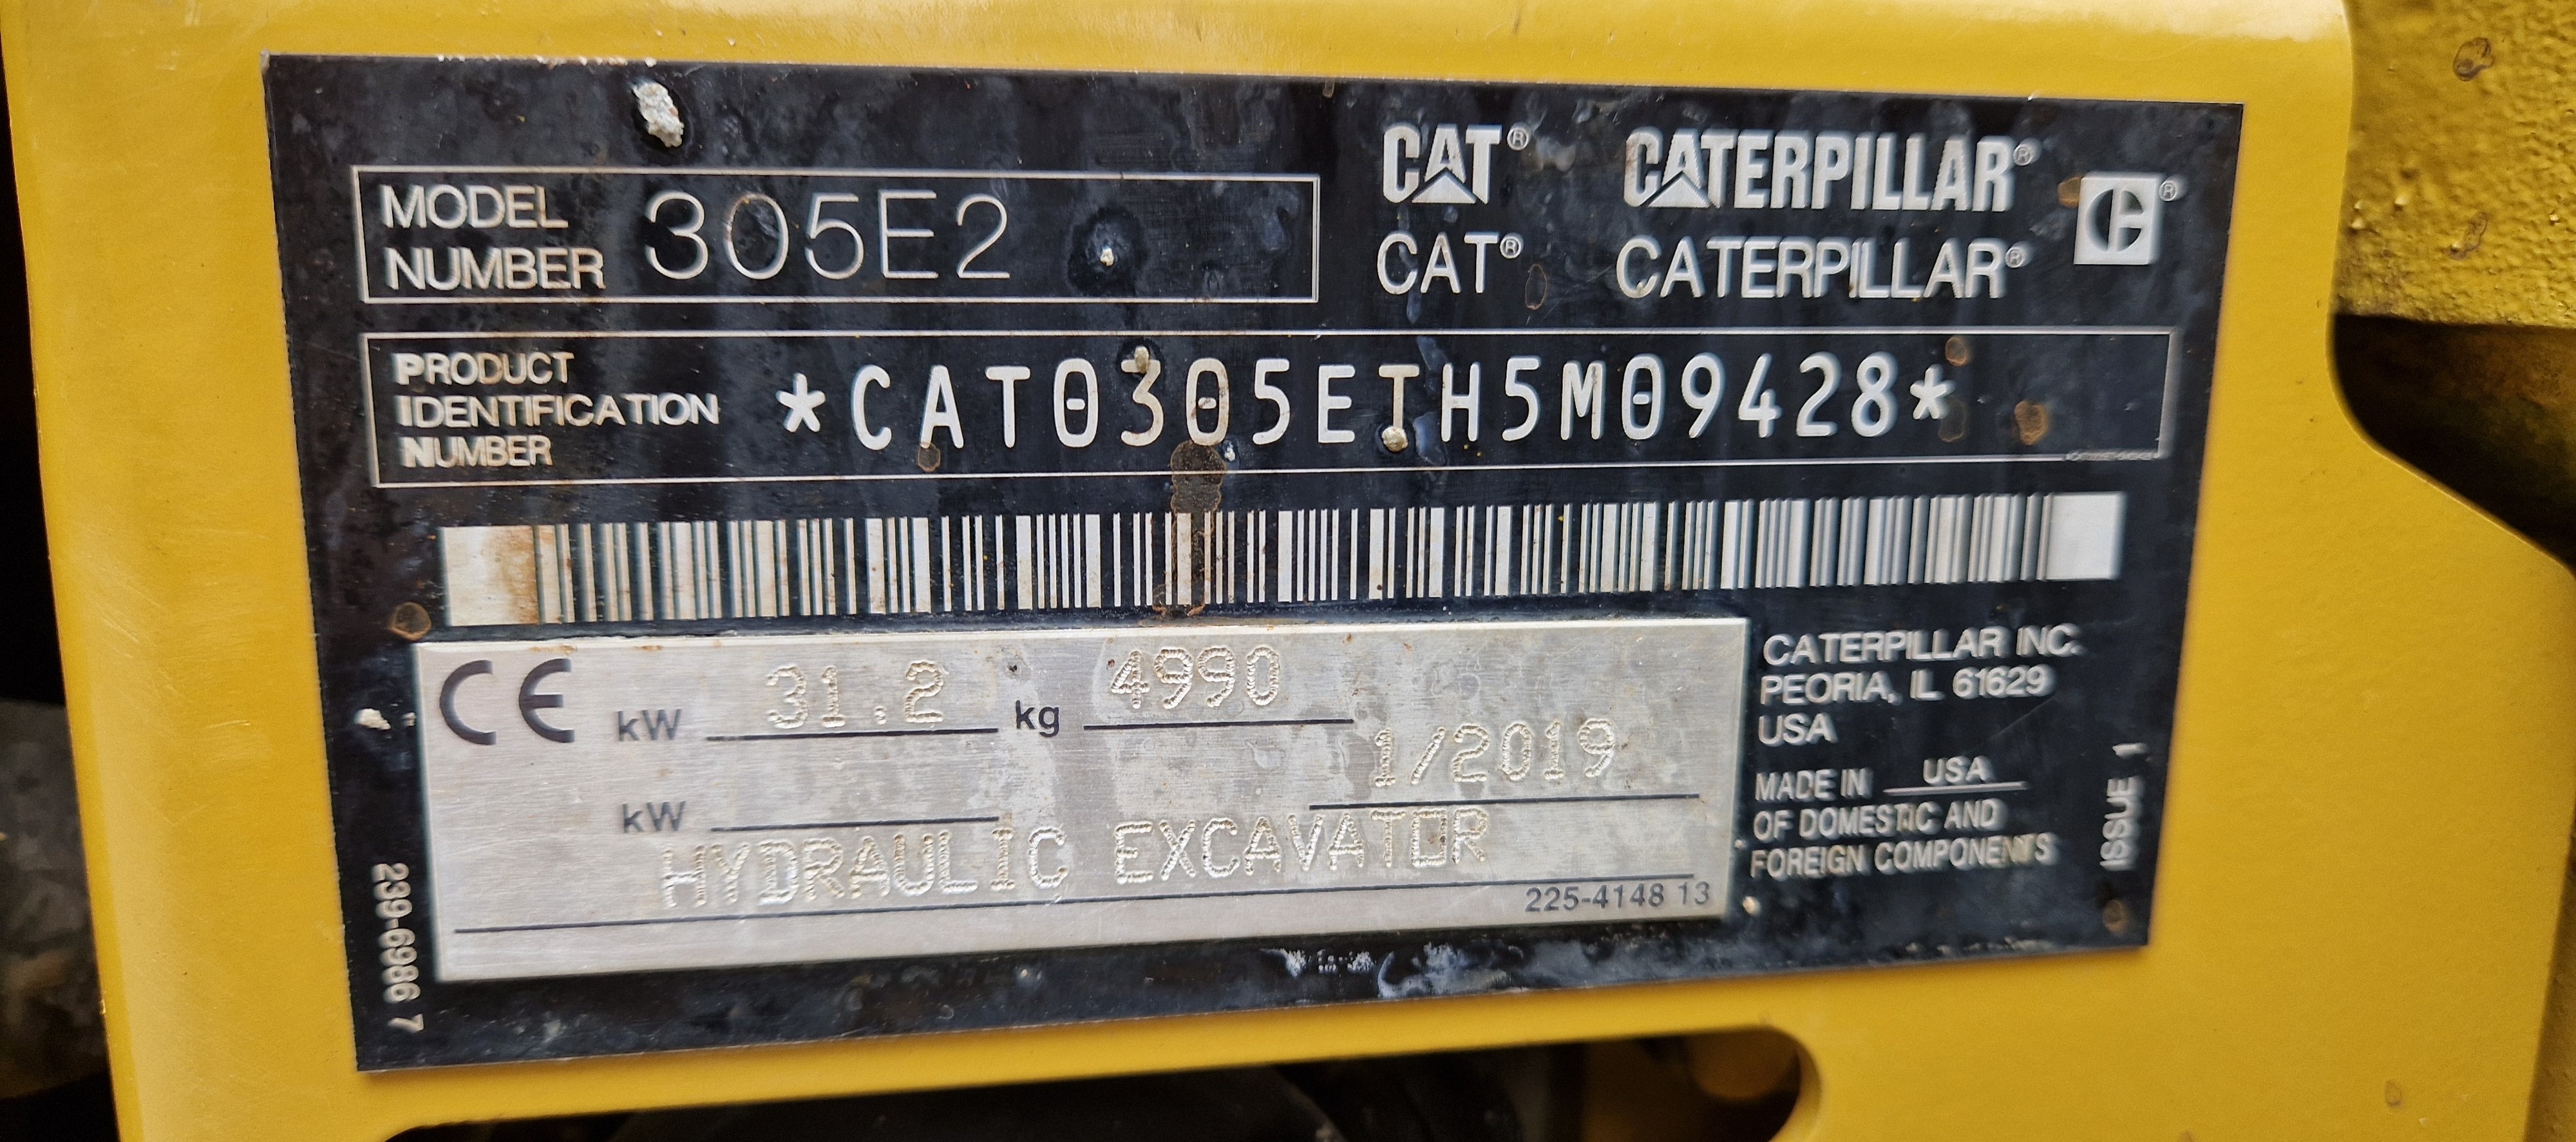 CAT® CATERPILLAR® ®
CAT® CATERPILLAR®
MODEL
NUMBER 305E2
PRODUCT
IDENTIFICATION
NUMBER
*CAT0305ETH5M09428*
CE kW 31.2 kg 4990
1/2019
kW
HYDRAULIC EXCAVATOR
225-4148 13
CATERPILLAR INC.
PEORIA, IL 61629
USA
MADE IN USA
OF DOMESTIC AND
FOREIGN COMPONENTS
ISSUE 1
239-6986 7